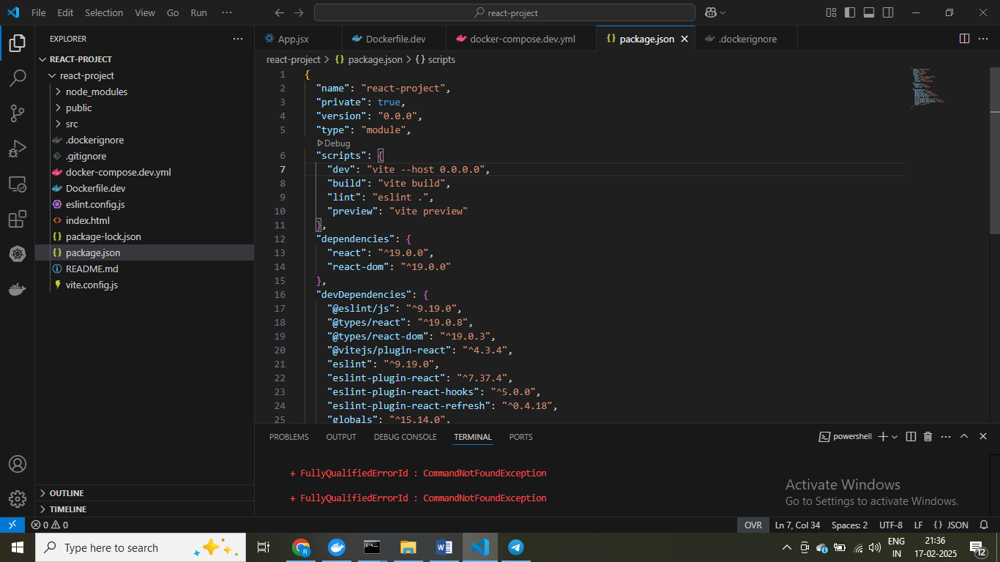 File Edit Selection View Go Run ···
react-project
EXPLORER ···
REACT-PROJECT
react-project
node_modules
public
src
.dockerignore
.gitignore
docker-compose.dev.yml
Dockerfile.dev
eslint.config.js
index.html
package-lock.json
package.json
README.md
vite.config.js
OUTLINE
TIMELINE
App.jsx Dockerfile.dev docker-compose.dev.yml {} package.json .dockerignore
react-project > {} package.json > {} scripts
1 {
2 "name": "react-project",
3 "private": true,
4 "version": "0.0.0",
5 "type": "module",
Debug
6 "scripts": {
7 "dev": "vite --host 0.0.0.0",
8 "build": "vite build",
9 "lint": "eslint .",
10 "preview": "vite preview"
11 },
12 "dependencies": {
13 "react": "^19.0.0",
14 "react-dom": "^19.0.0"
15 },
16 "devDependencies": {
17 "@eslint/js": "^9.19.0",
18 "@types/react": "^19.0.8",
19 "@types/react-dom": "^19.0.3",
20 "@vitejs/plugin-react": "^4.3.4",
21 "eslint": "^9.19.0",
22 "eslint-plugin-react": "^7.37.4",
23 "eslint-plugin-react-hooks": "^5.0.0",
24 "eslint-plugin-react-refresh": "^0.4.18",
25 "globals": "^15.14.0",
PROBLEMS OUTPUT DEBUG CONSOLE TERMINAL PORTS powershell
+ FullyQualifiedErrorId : CommandNotFoundException
+ FullyQualifiedErrorId : CommandNotFoundException
Activate Windows
Go to Settings to activate Windows.
0 0 OVR Ln 7, Col 34 Spaces: 2 UTF-8 LF {} JSON
Type here to search
ENG
IN
21:36
17-02-2025
12